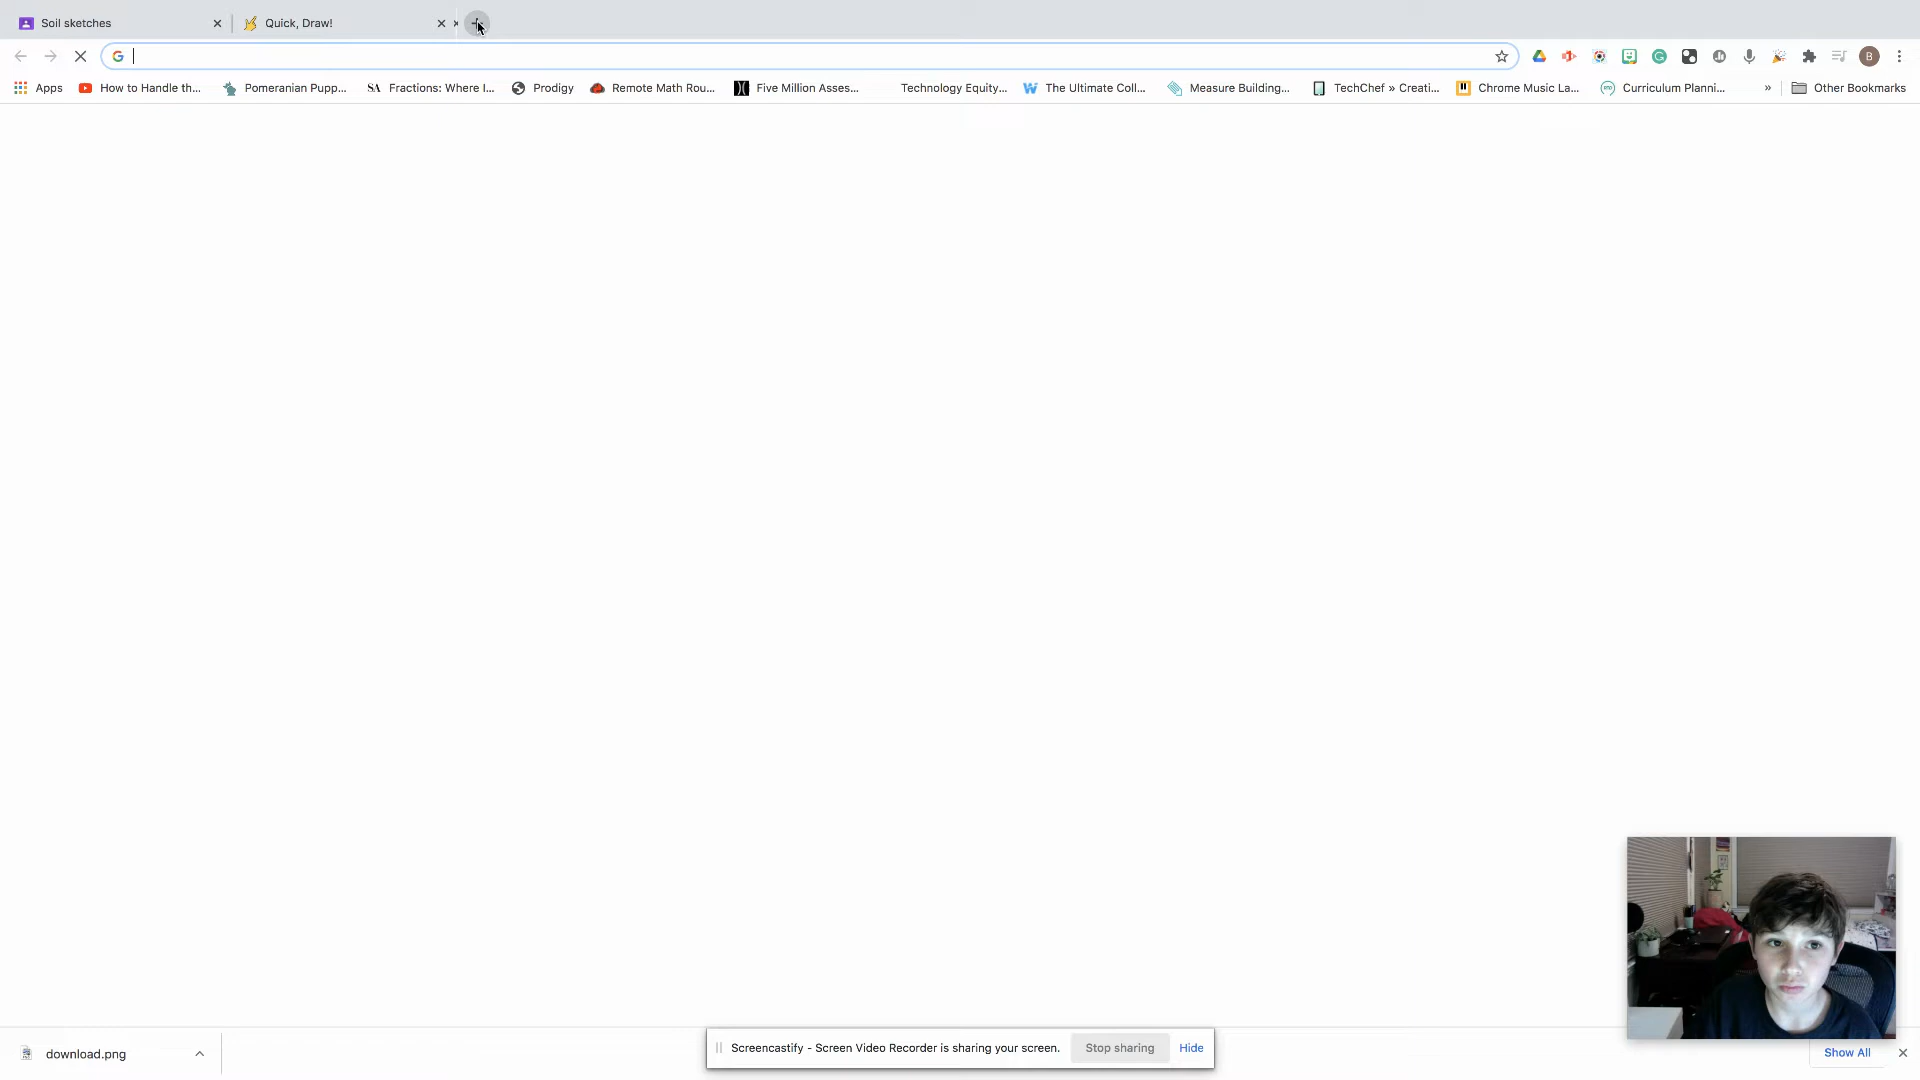 Soil sketches
Quick, Draw!
Apps
How to Handle th...
Pomeranian Pupp...
SA Fractions: Where I...
Prodigy
Remote Math Rou...
Five Million Asses...
Technology Equity...
The Ultimate Coll...
Measure Building...
TechChef » Creati...
Chrome Music La...
Curriculum Planni...
»
Other Bookmarks
B
download.png
Screencastify - Screen Video Recorder is sharing your screen.
Stop sharing
Hide
Show All